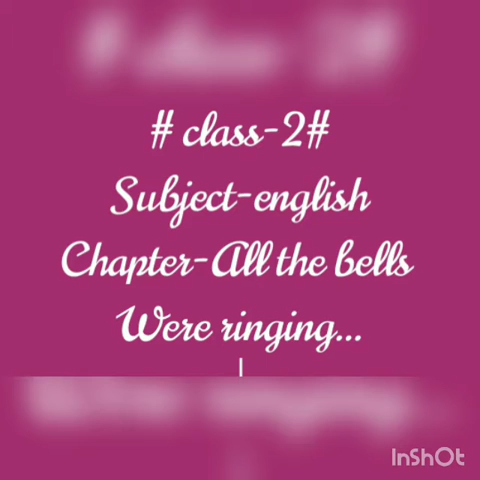 # class-2#
Subject-english
Chapter-All the bells
Were ringing...
InShOt